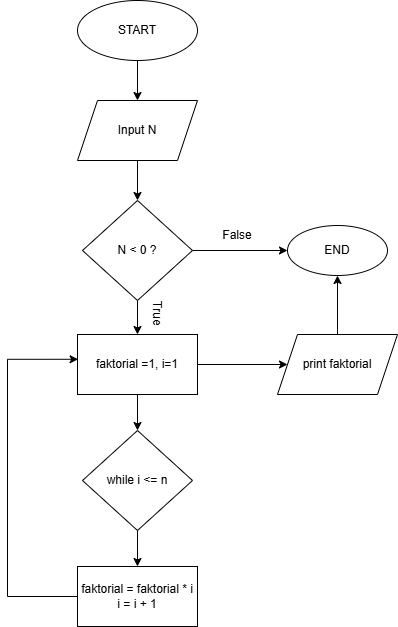 START
Input N
N < 0 ?
False
END
True
faktorial =1, i=1
print faktorial
while i <= n
faktorial = faktorial * i
i = i + 1